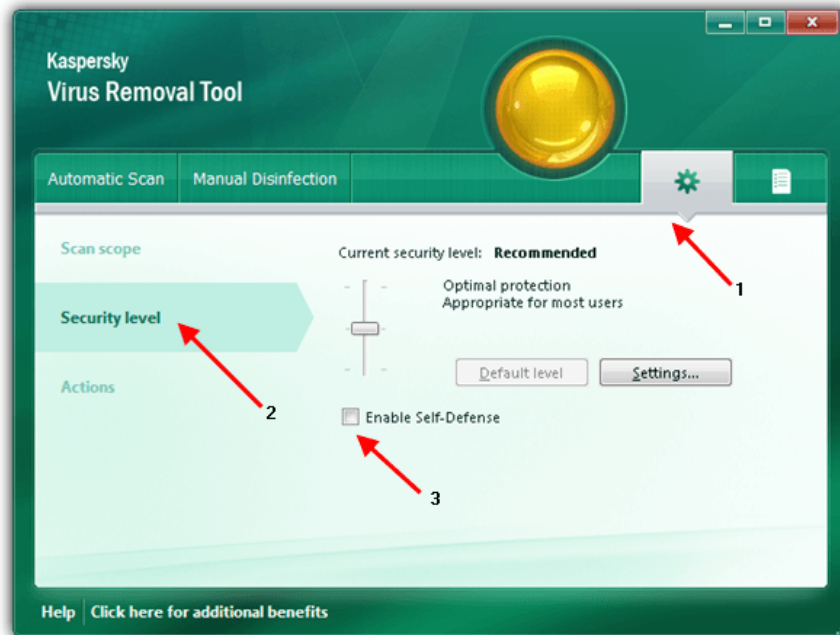 Kaspersky
Virus Removal Tool
Automatic Scan
Manual Disinfection
Scan scope
Current security level: Recommended
Optimal protection
Appropriate for most users
1
Security level
Default level
Settings...
Actions
2
Enable Self-Defense
3
Help
Click here for additional benefits